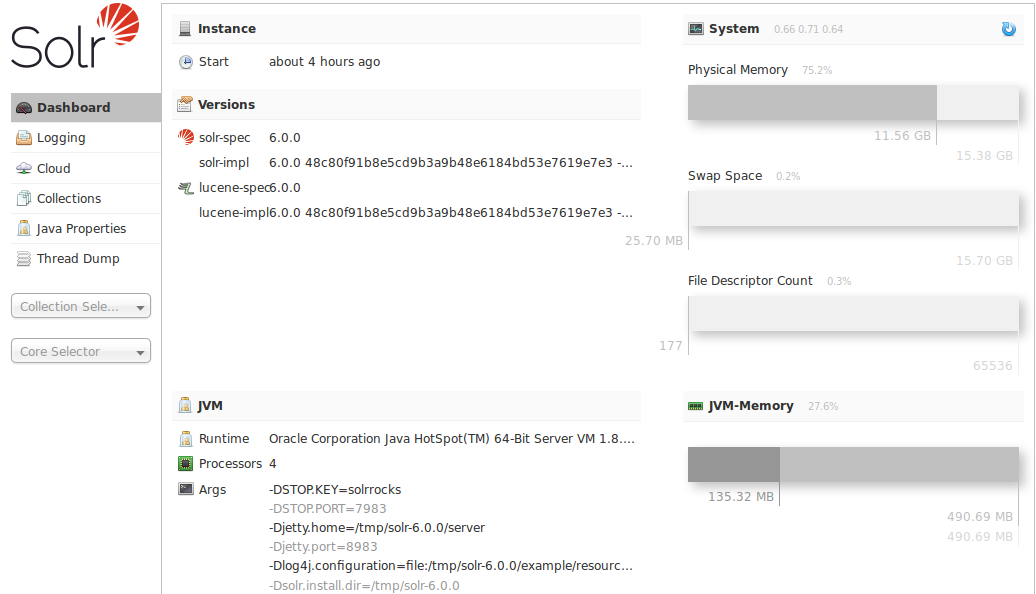 Solr
Dashboard
Logging
Cloud
Collections
Java Properties
Thread Dump
Collection Sele...
Core Selector
Instance
Start about 4 hours ago
Versions
solr-spec 6.0.0
solr-impl 6.0.0 48c80f91b8e5cd9b3a9b48e6184bd53e7619e7e3 -...
lucene-spec 6.0.0
lucene-impl 6.0.0 48c80f91b8e5cd9b3a9b48e6184bd53e7619e7e3 -...
System 0.66 0.71 0.64
Physical Memory 75.2%
11.56 GB
15.38 GB
Swap Space 0.2%
25.70 MB
15.70 GB
File Descriptor Count 0.3%
177
65536
JVM
Runtime Oracle Corporation Java HotSpot(TM) 64-Bit Server VM 1.8....
Processors 4
Args -DSTOP.KEY=solrrocks
-DSTOP.PORT=7983
-Djetty.home=/tmp/solr-6.0.0/server
-Djetty.port=8983
-Dlog4j.configuration=file:/tmp/solr-6.0.0/example/resourc...
-Dsolr.install.dir=/tmp/solr-6.0.0
JVM-Memory 27.6%
135.32 MB
490.69 MB
490.69 MB